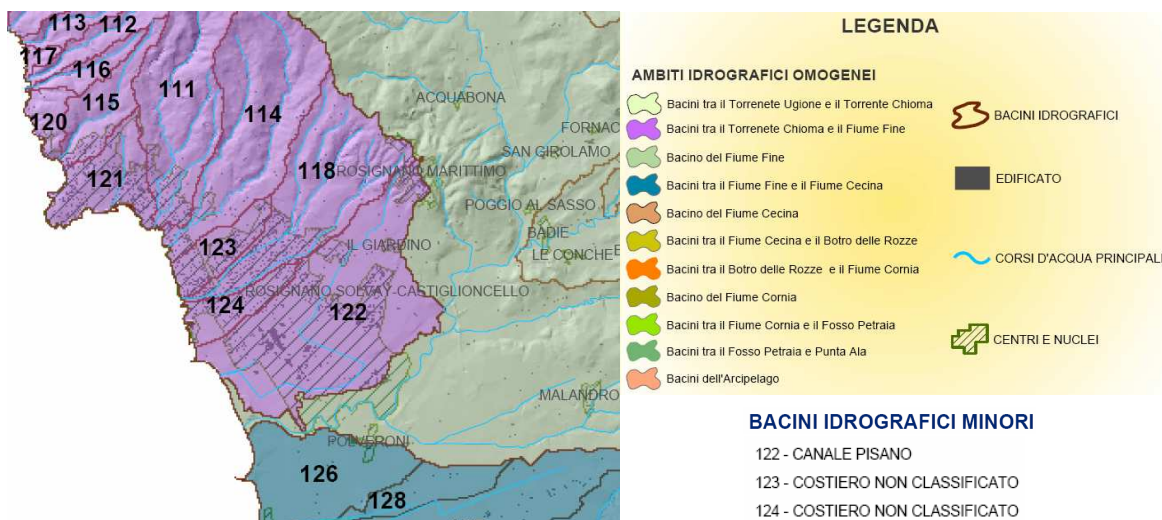 113
112
117
116
111
115
114
120
121
118
123
124
122
126
128
ACQUABONA
FORNAC
SAN GIROLAMO
ROSIGNANO MARITTIMO
POGGIO AL SASSO
BADIE
IL GIARDINO
LE CONCHE
ROSIGNANO SOLVAY-CASTIGLIONCELLO
MALANDRO
POLVERONI
LEGENDA
AMBITI IDROGRAFICI OMOGENEI
Bacini tra il Torrenete Ugione e il Torrente Chioma
Bacini tra il Torrenete Chioma e il Fiume Fine
Bacino del Fiume Fine
Bacini tra il Fiume Fine e il Fiume Cecina
Bacino del Fiume Cecina
Bacini tra il Fiume Cecina e il Botro delle Rozze
Bacini tra il Botro delle Rozze e il Fiume Cornia
Bacino del Fiume Cornia
Bacini tra il Fiume Cornia e il Fosso Petraia
Bacini tra il Fosso Petraia e Punta Ala
Bacini dell'Arcipelago
BACINI IDROGRAFICI
EDIFICATO
CORSI D'ACQUA PRINCIPALI
CENTRI E NUCLEI
BACINI IDROGRAFICI MINORI
122 - CANALE PISANO
123 - COSTIERO NON CLASSIFICATO
124 - COSTIERO NON CLASSIFICATO